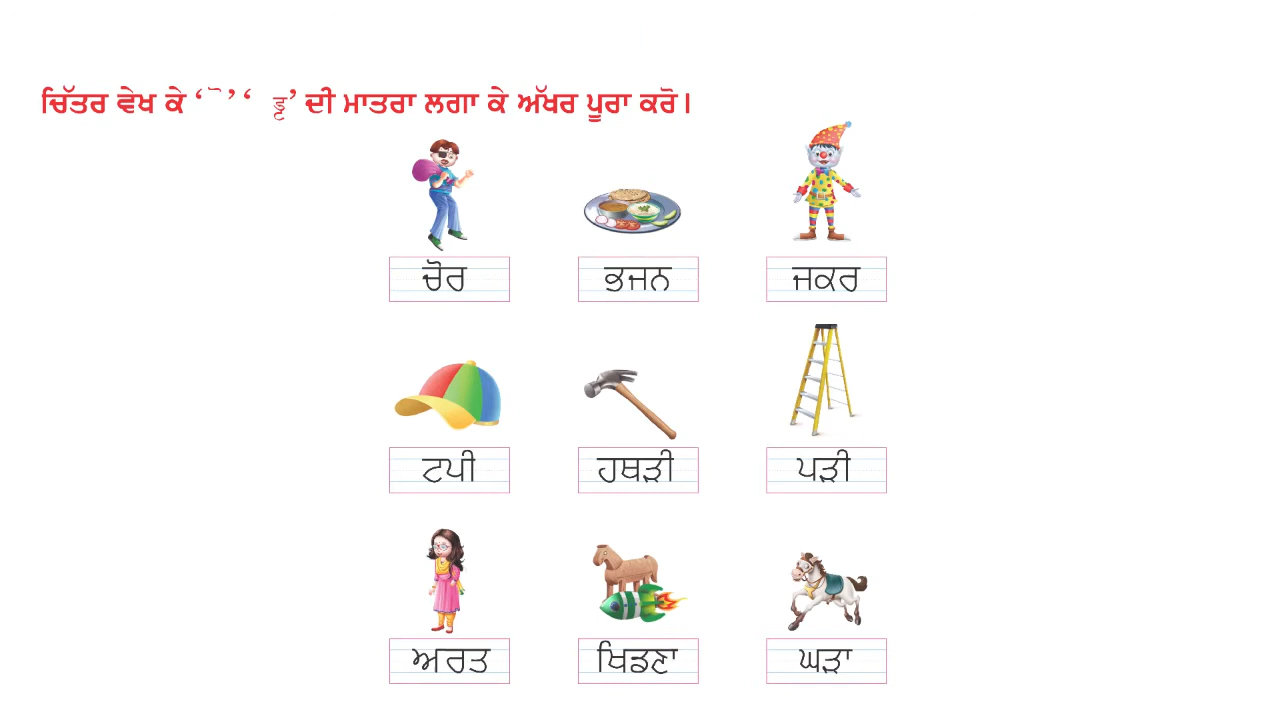 ਚਿੱਤਰ ਵੇਖ ਕੇ ‘ ੋ ’ ‘ ੌ ’ ਦੀ ਮਾਤਰਾ ਲਗਾ ਕੇ ਅੱਖਰ ਪੂਰਾ ਕਰੋ।
ਚੋਰ ਭਜਨ ਜਕਰ
ਟਪੀ ਹਥੜੀ ਪੜੀ
ਅਰਤ ਖਿਡਣਾ ਘੜਾ